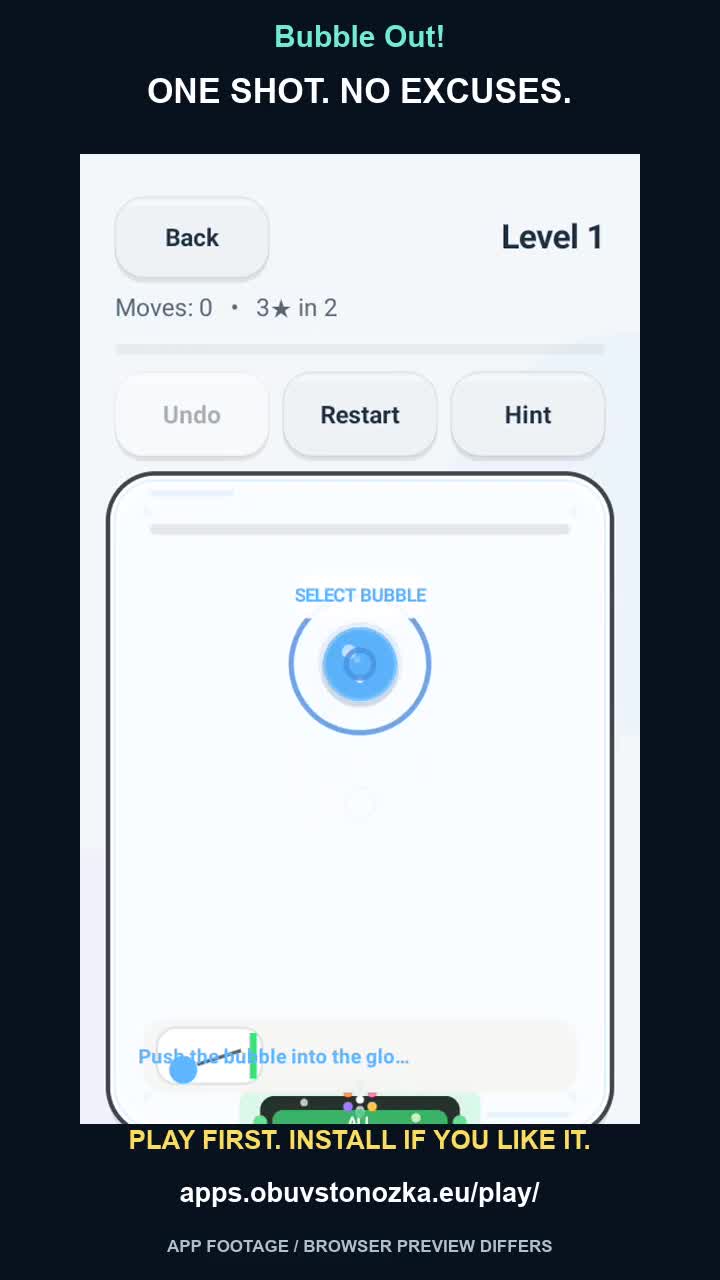 Bubble Out!
ONE SHOT. NO EXCUSES.
Back
Level 1
Moves: 0 • 3★ in 2
Undo
Restart
Hint
SELECT BUBBLE
Push the bubble into the glo...
ALL
PLAY FIRST. INSTALL IF YOU LIKE IT.
apps.obuvstonozka.eu/play/
APP FOOTAGE / BROWSER PREVIEW DIFFERS